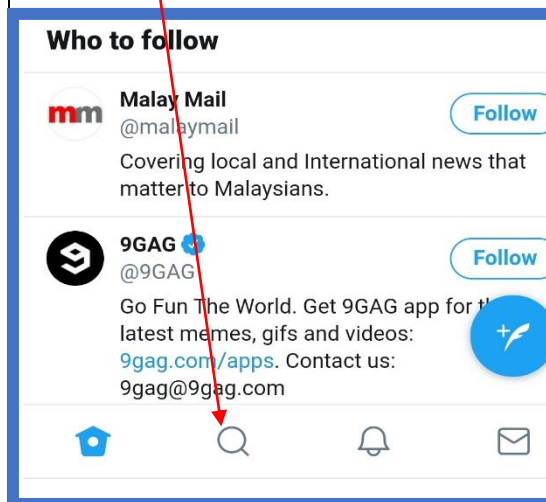 Who to follow
mm Malay Mail
@malaymail
Follow
Covering local and International news that
matter to Malaysians.
9GAG
@9GAG
Follow
Go Fun The World. Get 9GAG app for
latest memes, gifs and videos:
9gag.com/apps. Contact us:
9gag@9gag.com